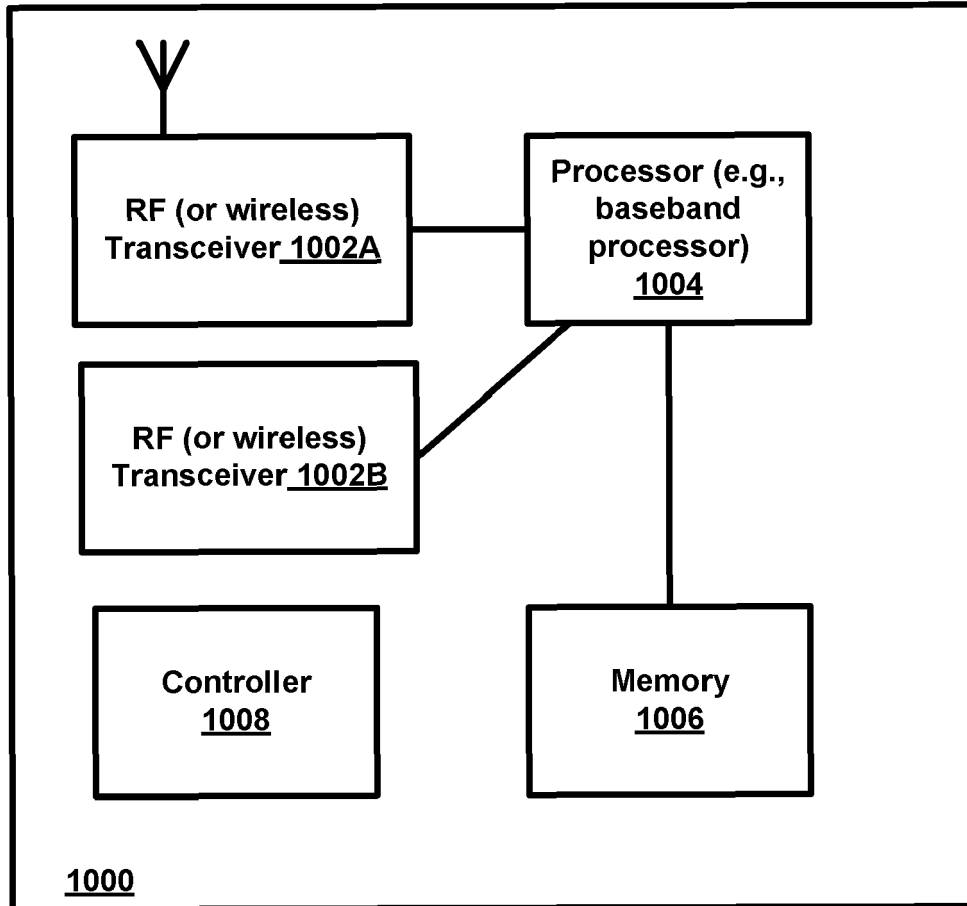 RF (or wireless)
Transceiver 1002A
Processor (e.g.,
baseband
processor)
1004
RF (or wireless)
Transceiver 1002B
Controller
1008
Memory
1006
1000